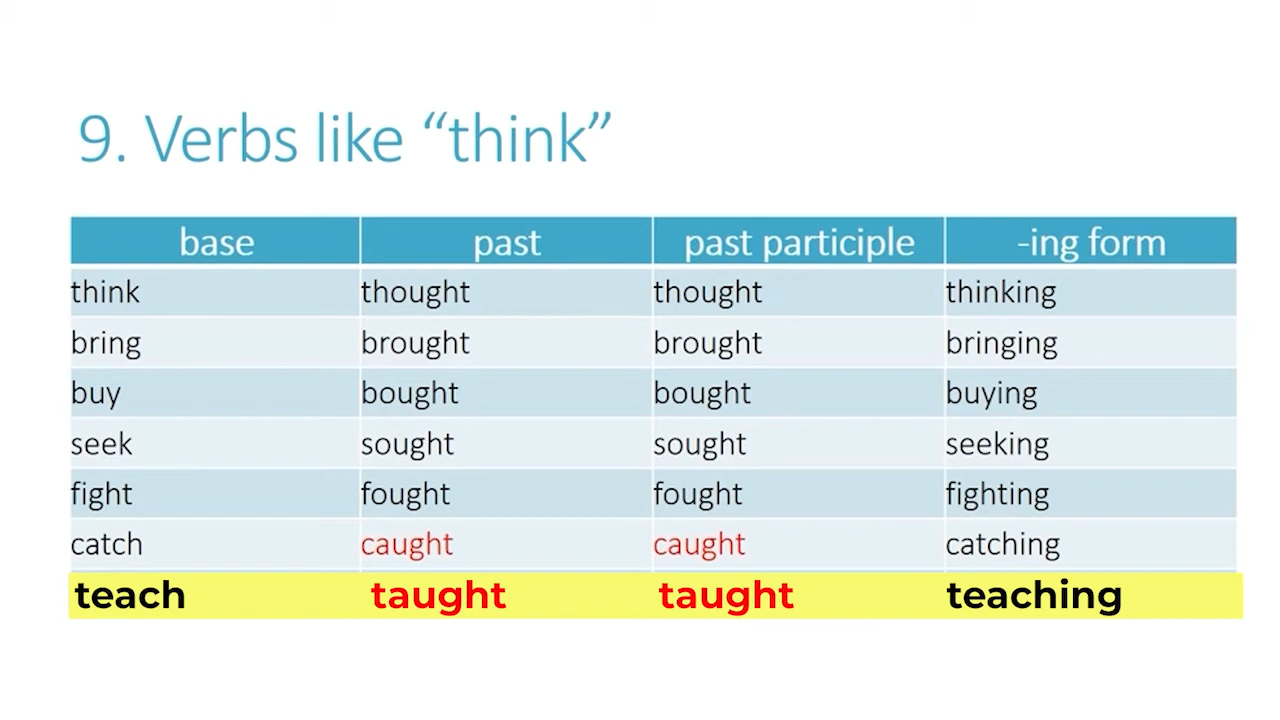 9. Verbs like “think”
base past past participle -ing form
think thought thought thinking
bring brought brought bringing
buy bought bought buying
seek sought sought seeking
fight fought fought fighting
catch caught caught catching
teach taught taught teaching